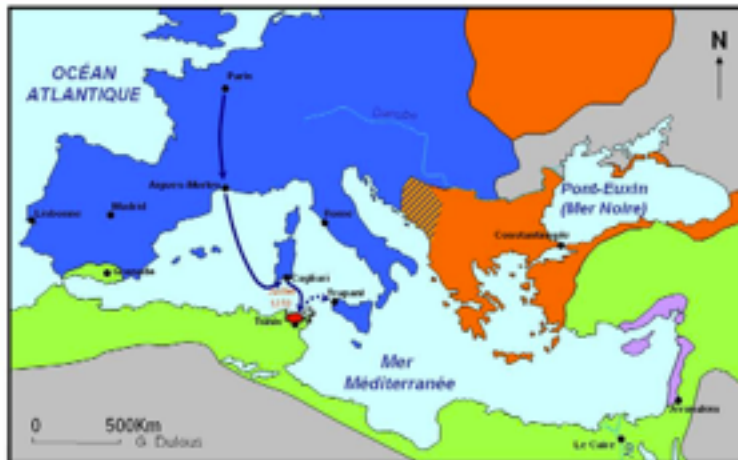 N
OCÉAN
ATLANTIQUE
Paris
Danube
Aigues-Mortes
Pont-Euxin
(Mer Noire)
Lisbonne
Madrid
Rome
Constantinople
Grenade
Cagliari
Trapani
Tunis
Mer
Méditerranée
Jérusalem
0 500Km
G. Dulous
Le Caire